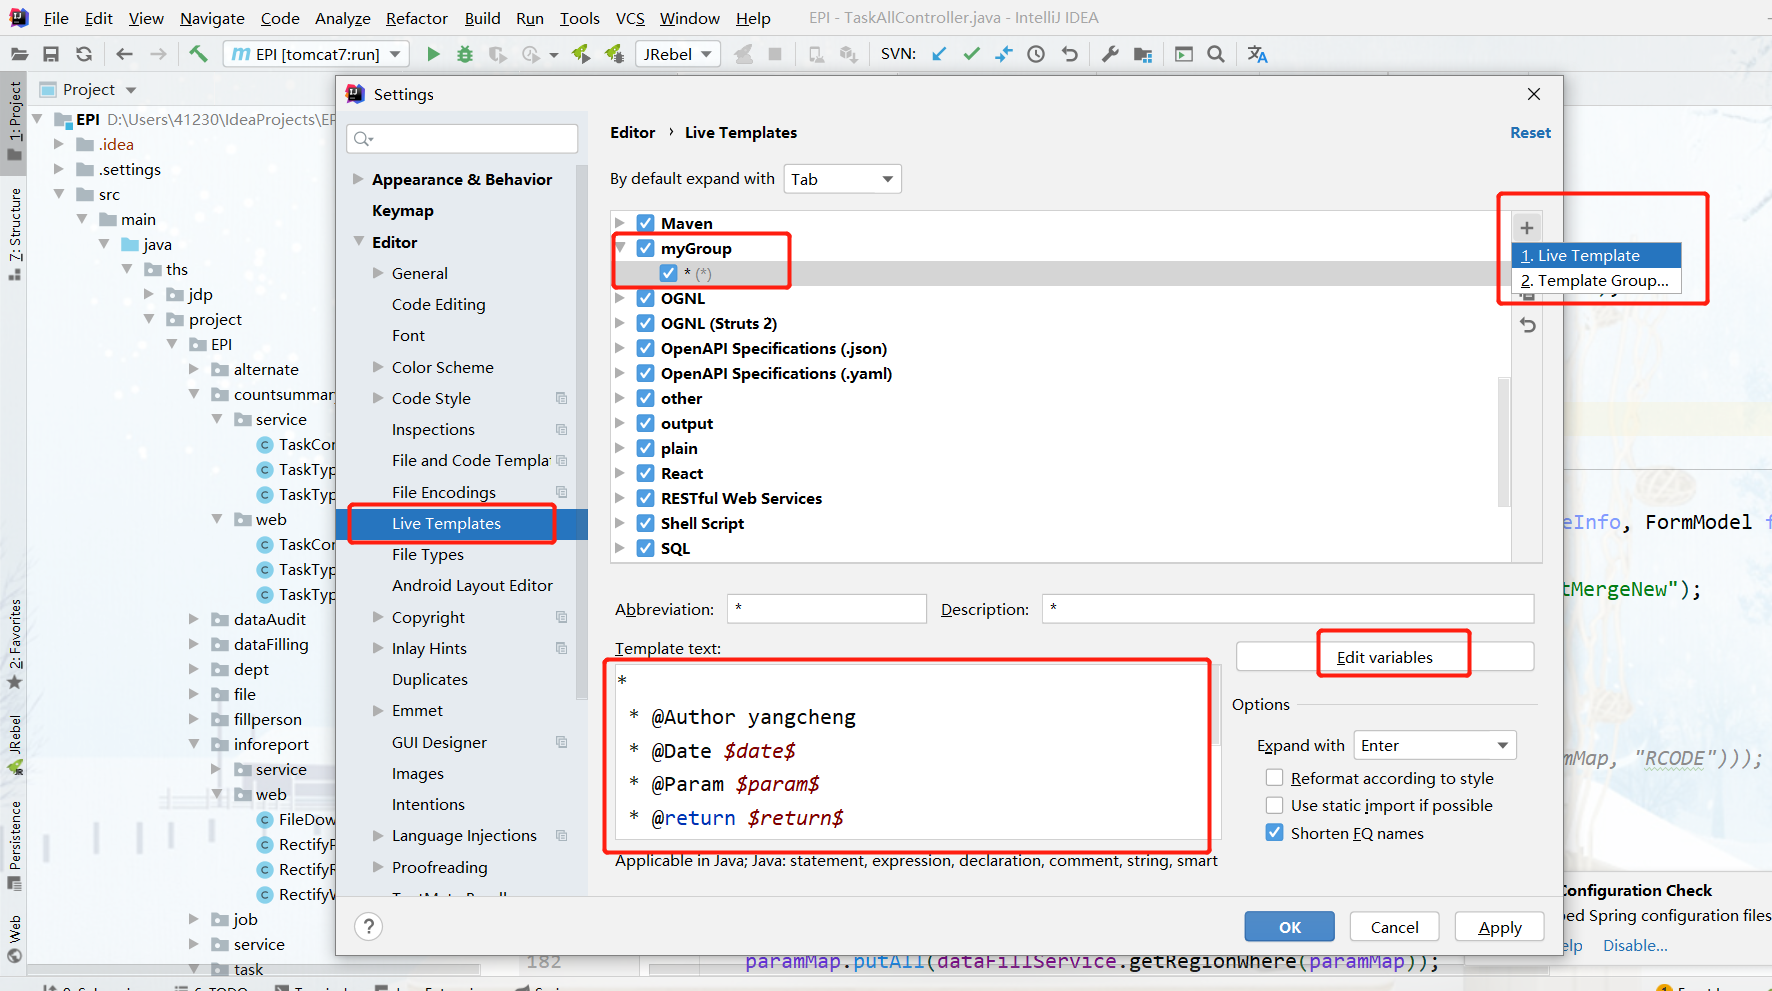 File Edit View Navigate Code Analyze Refactor Build Run Tools VCS Window Help EPI - TaskAllController.java - IntelliJ IDEA
EPI [tomcat7:run] JRebel SVN:
1: Project
7: Structure
2: Favorites
JRebel
Persistence
Web
Project
EPI D:\Users\41230\IdeaProjects\EP
.idea
.settings
src
main
java
ths
jdp
project
EPI
alternate
countsummar
service
TaskCor
TaskTyp
TaskTyp
web
TaskCor
TaskTyp
TaskTyp
dataAudit
dataFilling
dept
file
fillperson
inforeport
service
web
FileDow
RectifyF
RectifyR
RectifyV
job
service
task
Settings
Appearance & Behavior
Keymap
Editor
General
Code Editing
Font
Color Scheme
Code Style
Inspections
File and Code Templa
File Encodings
Live Templates
File Types
Android Layout Editor
Copyright
Inlay Hints
Duplicates
Emmet
GUI Designer
Images
Intentions
Language Injections
Proofreading
Editor › Live Templates
Reset
By default expand with Tab
Maven
myGroup
* (*)
OGNL
OGNL (Struts 2)
OpenAPI Specifications (.json)
OpenAPI Specifications (.yaml)
other
output
plain
React
RESTful Web Services
Shell Script
SQL
1. Live Template
2. Template Group...
Abbreviation: * Description: *
Template text:
*
* @Author yangcheng
* @Date $date$
* @Param $param$
* @return $return$
Edit variables
Options
Expand with Enter
Reformat according to style
Use static import if possible
Shorten FQ names
Applicable in Java; Java: statement, expression, declaration, comment, string, smart
? OK Cancel Apply
eInfo, FormModel f
tMergeNew");
mMap, "RCODE")));
Configuration Check
ped Spring configuration files
elp Disable...
182 paramMap.putAll(dataFillService.getRegionWhere(paramMap));